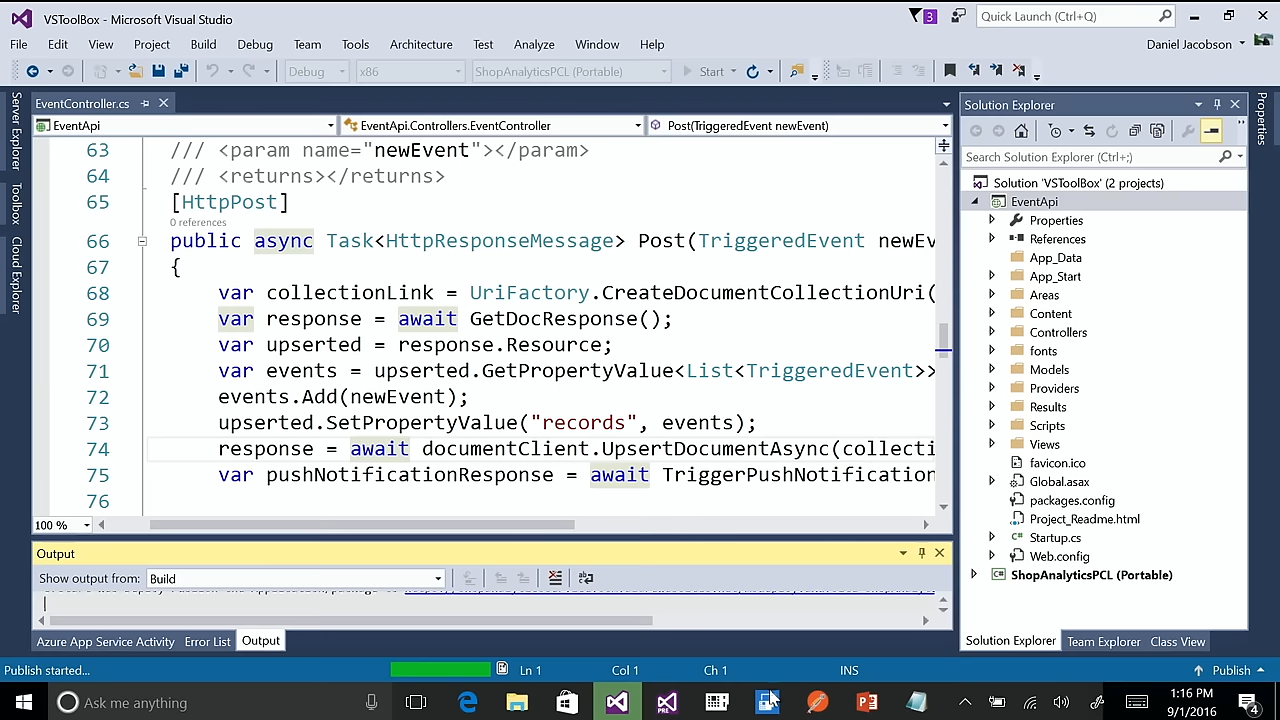 VSToolBox - Microsoft Visual Studio
3
Quick Launch (Ctrl+Q)
File Edit View Project Build Debug Team Tools Architecture Test Analyze Window Help
Daniel Jacobson
Debug x86 ShopAnalyticsPCL (Portable) Start
Server Explorer
Toolbox
Cloud Explorer
EventController.cs
EventApi EventApi.Controllers.EventController Post(TriggeredEvent newEvent)
63 /// <param name="newEvent"></param>
64 /// <returns></returns>
65 [HttpPost]
0 references
66 public async Task<HttpResponseMessage> Post(TriggeredEvent newEv
67 {
68 var collectionLink = UriFactory.CreateDocumentCollectionUri(
69 var response = await GetDocResponse();
70 var upserted = response.Resource;
71 var events = upserted.GetPropertyValue<List<TriggeredEvent>>
72 events.Add(newEvent);
73 upserted.SetPropertyValue("records", events);
74 response = await documentClient.UpsertDocumentAsync(collecti
75 var pushNotificationResponse = await TriggerPushNotification
76
100 %
Output
Show output from: Build
Azure App Service Activity Error List Output
Solution Explorer
Search Solution Explorer (Ctrl+;)
Solution 'VSToolBox' (2 projects)
EventApi
Properties
References
App_Data
App_Start
Areas
Content
Controllers
fonts
Models
Providers
Results
Scripts
Views
favicon.ico
Global.asax
packages.config
Project_Readme.html
Startup.cs
Web.config
ShopAnalyticsPCL (Portable)
Solution Explorer Team Explorer Class View
Properties
Publish started... Ln 1 Col 1 Ch 1 INS Publish
Ask me anything
PRE
1:16 PM
9/1/2016
4